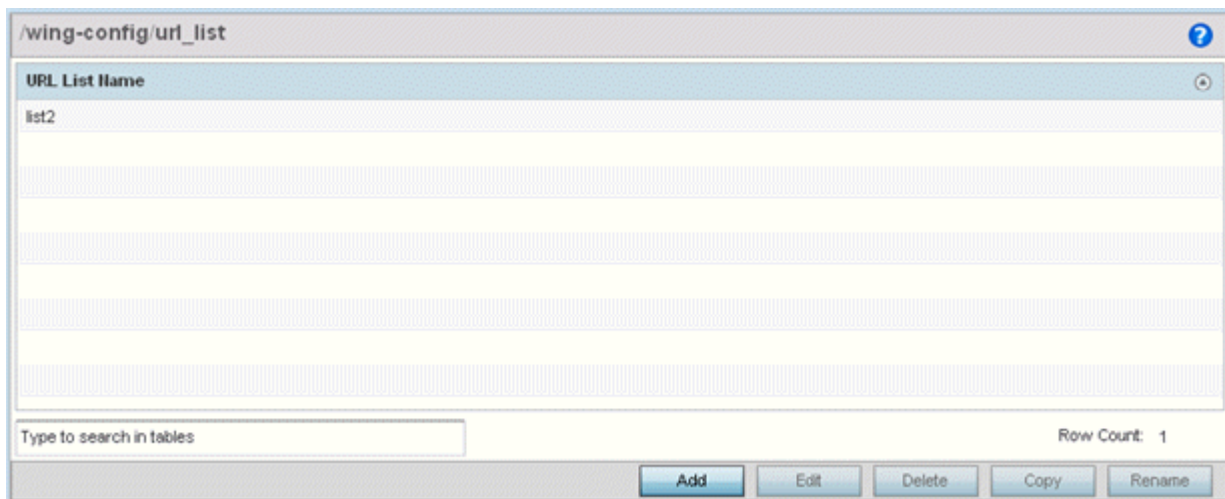 /wing-config/url_list
URL List Name
list2
Type to search in tables
Row Count: 1
Add
Edit
Delete
Copy
Rename